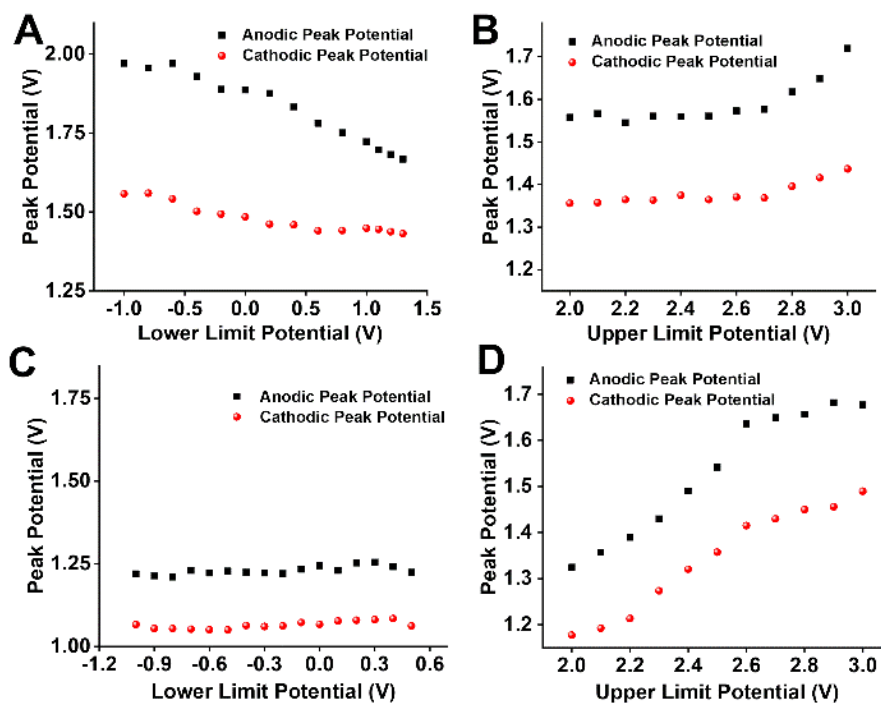 A
Anodic Peak Potential
Cathodic Peak Potential
Peak Potential (V)
2.00
1.75
1.50
1.25
-1.0 -0.5 0.0 0.5 1.0 1.5
Lower Limit Potential (V)
B
Anodic Peak Potential
Cathodic Peak Potential
Peak Potential (V)
1.7
1.6
1.5
1.4
1.3
1.2
2.0 2.2 2.4 2.6 2.8 3.0
Upper Limit Potential (V)
C
Anodic Peak Potential
Cathodic Peak Potential
Peak Potential (V)
1.75
1.50
1.25
1.00
-1.2 -0.9 -0.6 -0.3 0.0 0.3 0.6
Lower Limit Potential (V)
D
Anodic Peak Potential
Cathodic Peak Potential
Peak Potential (V)
1.7
1.6
1.5
1.4
1.3
1.2
2.0 2.2 2.4 2.6 2.8 3.0
Upper Limit Potential (V)